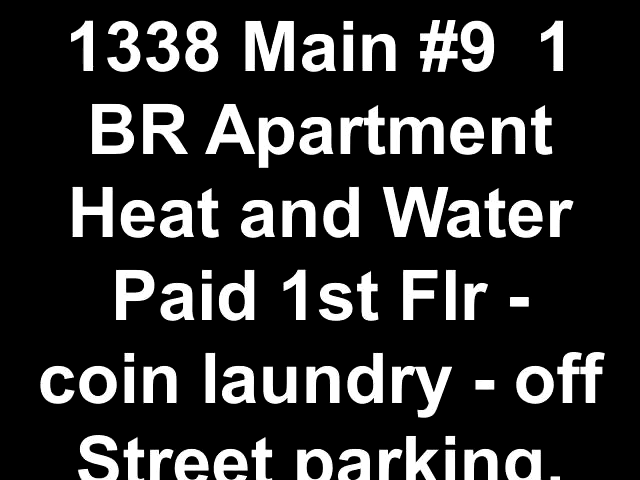 1338 Main #9  1
BR Apartment
Heat and Water
Paid 1st Flr -
coin laundry - off
Street parking.